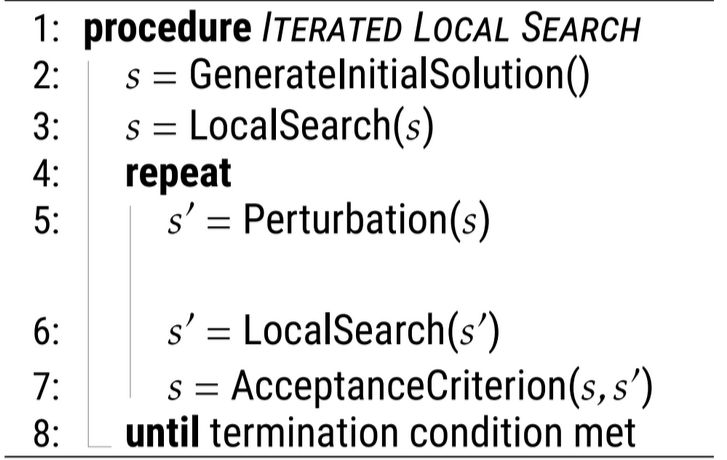 1: procedure ITERATED LOCAL SEARCH
2: s = GenerateInitialSolution()
3: s = LocalSearch(s)
4: repeat
5: s′ = Perturbation(s)
6: s′ = LocalSearch(s′)
7: s = AcceptanceCriterion(s, s′)
8: until termination condition met